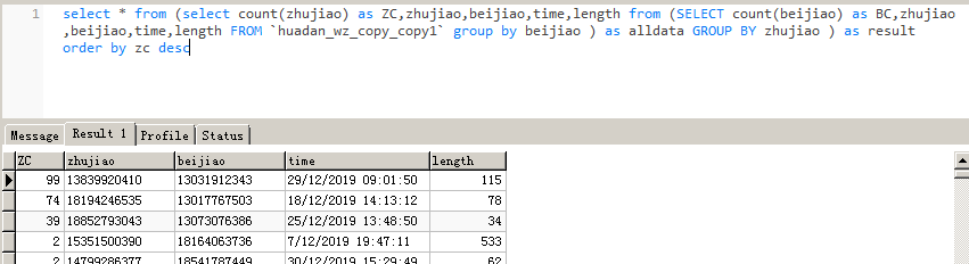 1 select * from (select count(zhujiao) as ZC,zhujiao,beijiao,time,length from (SELECT count(beijiao) as BC,zhujiao
,beijiao,time,length FROM `huadan_wz_copy_copy1` group by beijiao ) as alldata GROUP BY zhujiao ) as result
order by zc desc
Message Result 1 Profile Status
ZC zhujiao beijiao time length
99 13839920410 13031912343 29/12/2019 09:01:50 115
74 18194246535 13017767503 18/12/2019 14:13:12 78
39 18852793043 13073076386 25/12/2019 13:48:50 34
2 15351500390 18164063736 7/12/2019 19:47:11 533
2 14799286377 18541787449 30/12/2019 15:29:49 62